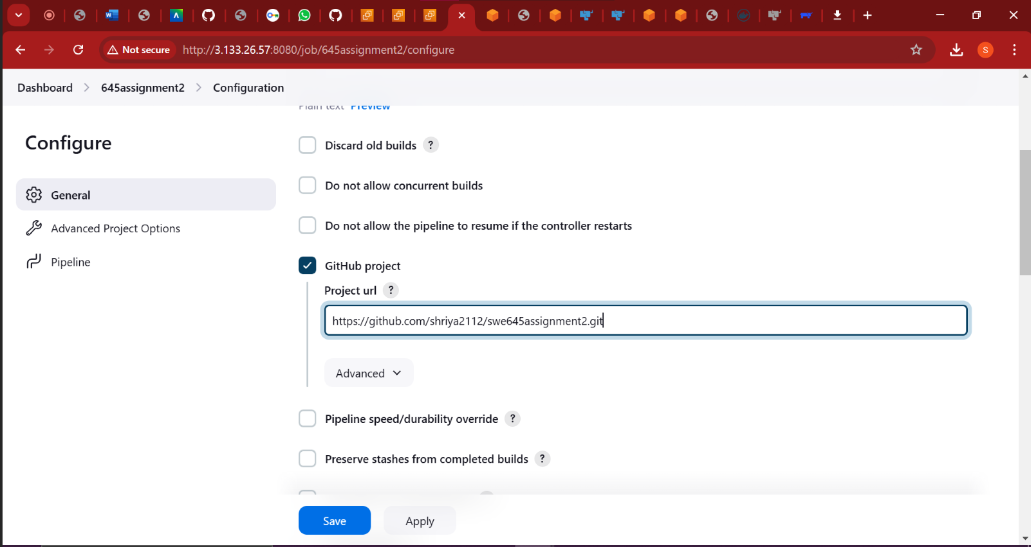 Not secure http://3.133.26.57:8080/job/645assignment2/configure S
Dashboard > 645assignment2 > Configuration
Plain text Preview
Configure
General
Advanced Project Options
Pipeline
Discard old builds ?
Do not allow concurrent builds
Do not allow the pipeline to resume if the controller restarts
GitHub project
Project url ?
https://github.com/shriya2112/swe645assignment2.git
Advanced
Pipeline speed/durability override ?
Preserve stashes from completed builds ?
Save Apply